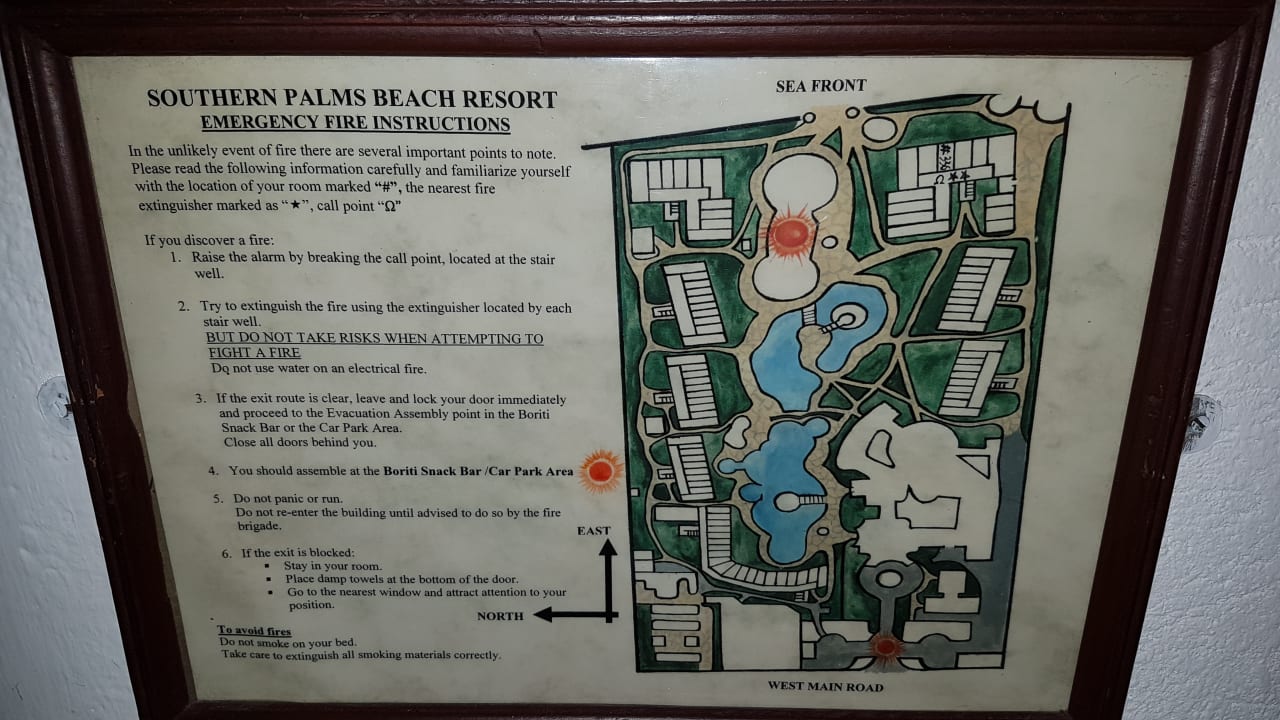 SOUTHERN PALMS BEACH RESORT
EMERGENCY FIRE INSTRUCTIONS
In the unlikely event of fire there are several important points to note.
Please read the following information carefully and familiarize yourself
with the location of your room marked “#”, the nearest fire
extinguisher marked as “★”, call point “Ω”
If you discover a fire:
1. Raise the alarm by breaking the call point, located at the stair
well.
2. Try to extinguish the fire using the extinguisher located by each
stair well.
BUT DO NOT TAKE RISKS WHEN ATTEMPTING TO
FIGHT A FIRE
Do not use water on an electrical fire.
3. If the exit route is clear, leave and lock your door immediately
and proceed to the Evacuation Assembly point in the Boriti
Snack Bar or the Car Park Area.
Close all doors behind you.
4. You should assemble at the Boriti Snack Bar /Car Park Area
5. Do not panic or run.
Do not re-enter the building until advised to do so by the fire
brigade.
6. If the exit is blocked:
▪ Stay in your room.
▪ Place damp towels at the bottom of the door.
▪ Go to the nearest window and attract attention to your
position.
To avoid fires
Do not smoke on your bed.
Take care to extinguish all smoking materials correctly.
SEA FRONT
Ω ★★
EAST
NORTH
WEST MAIN ROAD